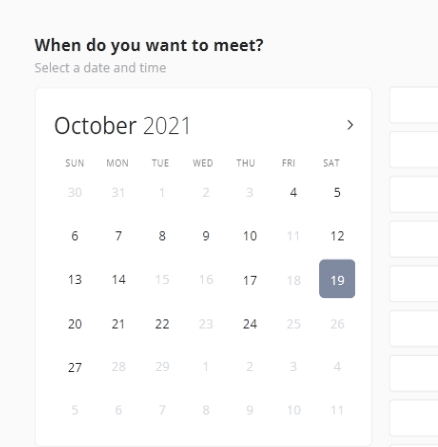 When do you want to meet?
Select a date and time
October 2021
SUN MON TUE WED THU FRI SAT
30 31 1 2 3 4 5
6 7 8 9 10 11 12
13 14 15 16 17 18 19
20 21 22 23 24 25 26
27 28 29 1 2 3 4
5 6 7 8 9 10 11